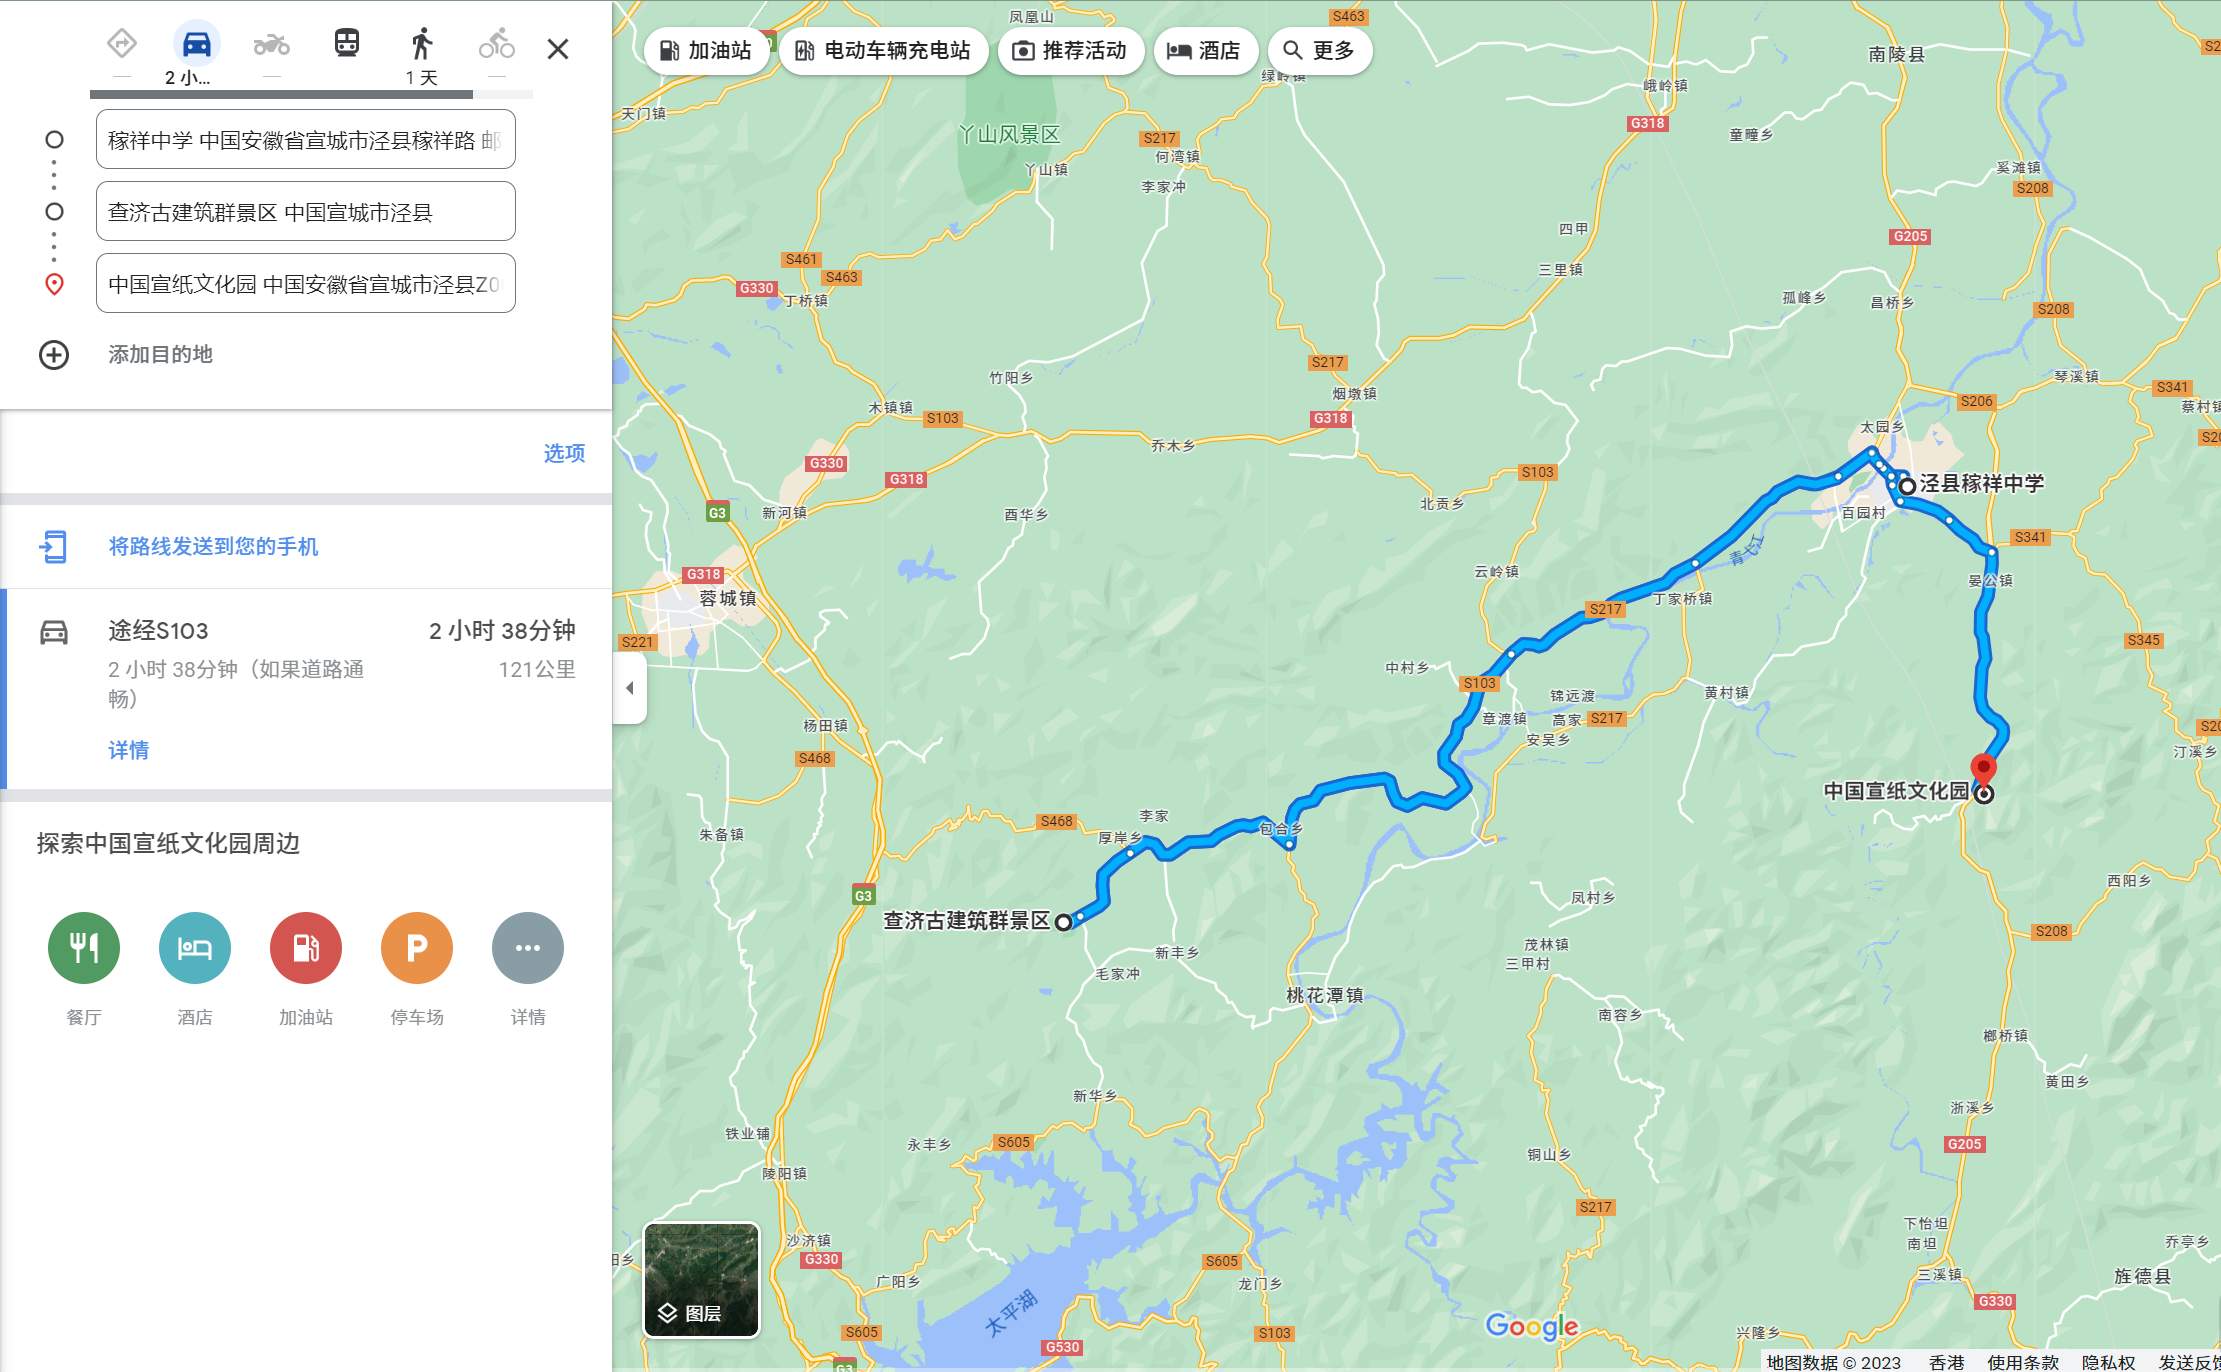 2 小...
1 天
稼祥中学 中国安徽省宣城市泾县稼祥路 邮
查济古建筑群景区 中国宣城市泾县
中国宣纸文化园 中国安徽省宣城市泾县Z0
添加目的地
选项
将路线发送到您的手机
途经S103
2 小时 38分钟
2 小时 38分钟（如果道路通
畅）
121公里
详情
探索中国宣纸文化园周边
P
餐厅
酒店
加油站
停车场
详情
加油站
电动车辆充电站
推荐活动
酒店
更多
凤凰山
S463
南陵县
天门镇
绿岭镇
峨岭镇
G318
童疃乡
丫山风景区
S217
何湾镇
丫山镇
李家冲
奚滩镇
S208
四甲
G205
三里镇
S461
S463
G330
丁桥镇
孤峰乡
昌桥乡
S208
S217
竹阳乡
烟墩镇
琴溪镇
S341
蔡村镇
木镇镇
S103
G318
S206
太园乡
乔木乡
G330
G318
S103
泾县稼祥中学
北贡乡
百园村
G3
新河镇
酉华乡
S341
青弋江
云岭镇
晏公镇
G318
蓉城镇
丁家桥镇
S217
S221
S345
中村乡
S103
锦远渡
黄村镇
章渡镇
高家
S217
杨田镇
安吴乡
汀溪乡
S468
中国宣纸文化园
S468
李家
朱备镇
厚岸乡
包合乡
西阳乡
G3
凤村乡
查济古建筑群景区
S208
新丰乡
茂林镇
三甲村
毛家冲
桃花潭镇
南容乡
榔桥镇
黄田乡
新华乡
浙溪乡
铁业铺
永丰乡
S605
G205
铜山乡
陵阳镇
S217
下怡坦
南坦
乔亭乡
沙济镇
G330
S605
广阳乡
龙门乡
三溪镇
旌德县
G330
太平湖
图层
S605
S103
G530
Google
兴隆乡
G3
地图数据 © 2023
香港
使用条款
隐私权
发送反馈